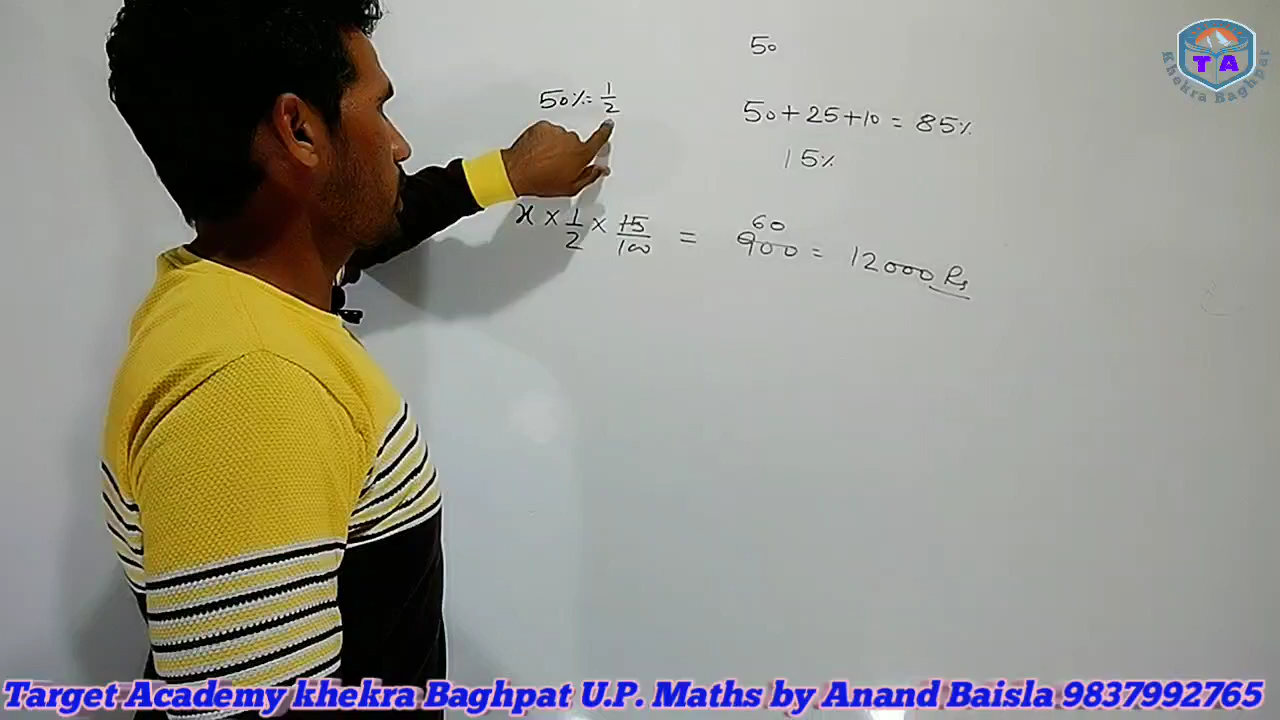 50
50% = 1/2
50 + 25 + 10 = 85%
15%
x × 1/2 × 15/100 = 900 = 12000 Rs
60
TA
Khekra Baghpat
Target Academy khekra Baghpat U.P. Maths by Anand Baisla 9837992765